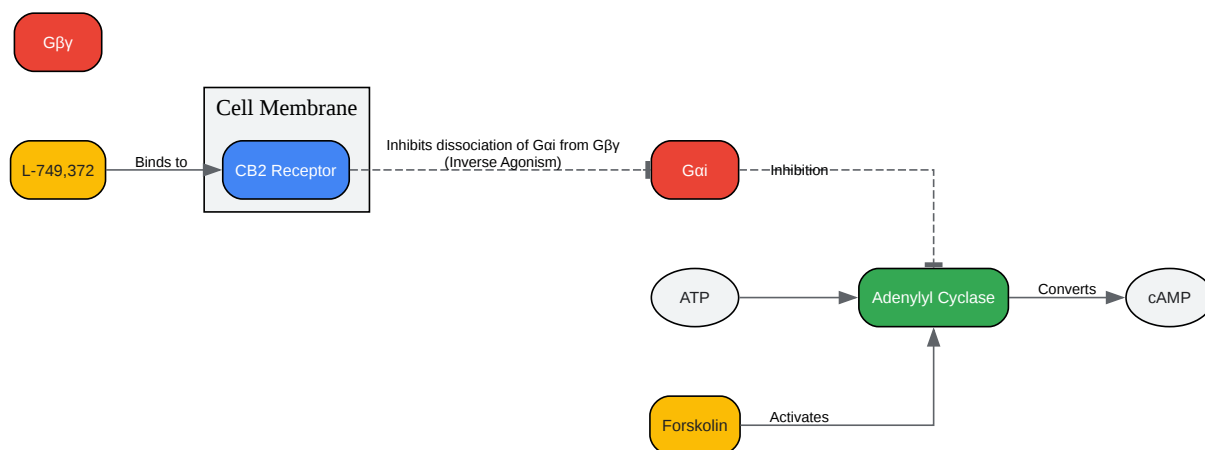 Gβγ
Cell Membrane
L-749,372
Binds to
CB2 Receptor
Inhibits dissociation of Gαi from Gβγ
(Inverse Agonism)
Gαi
Inhibition
ATP
Adenylyl Cyclase
Converts
cAMP
Forskolin
Activates